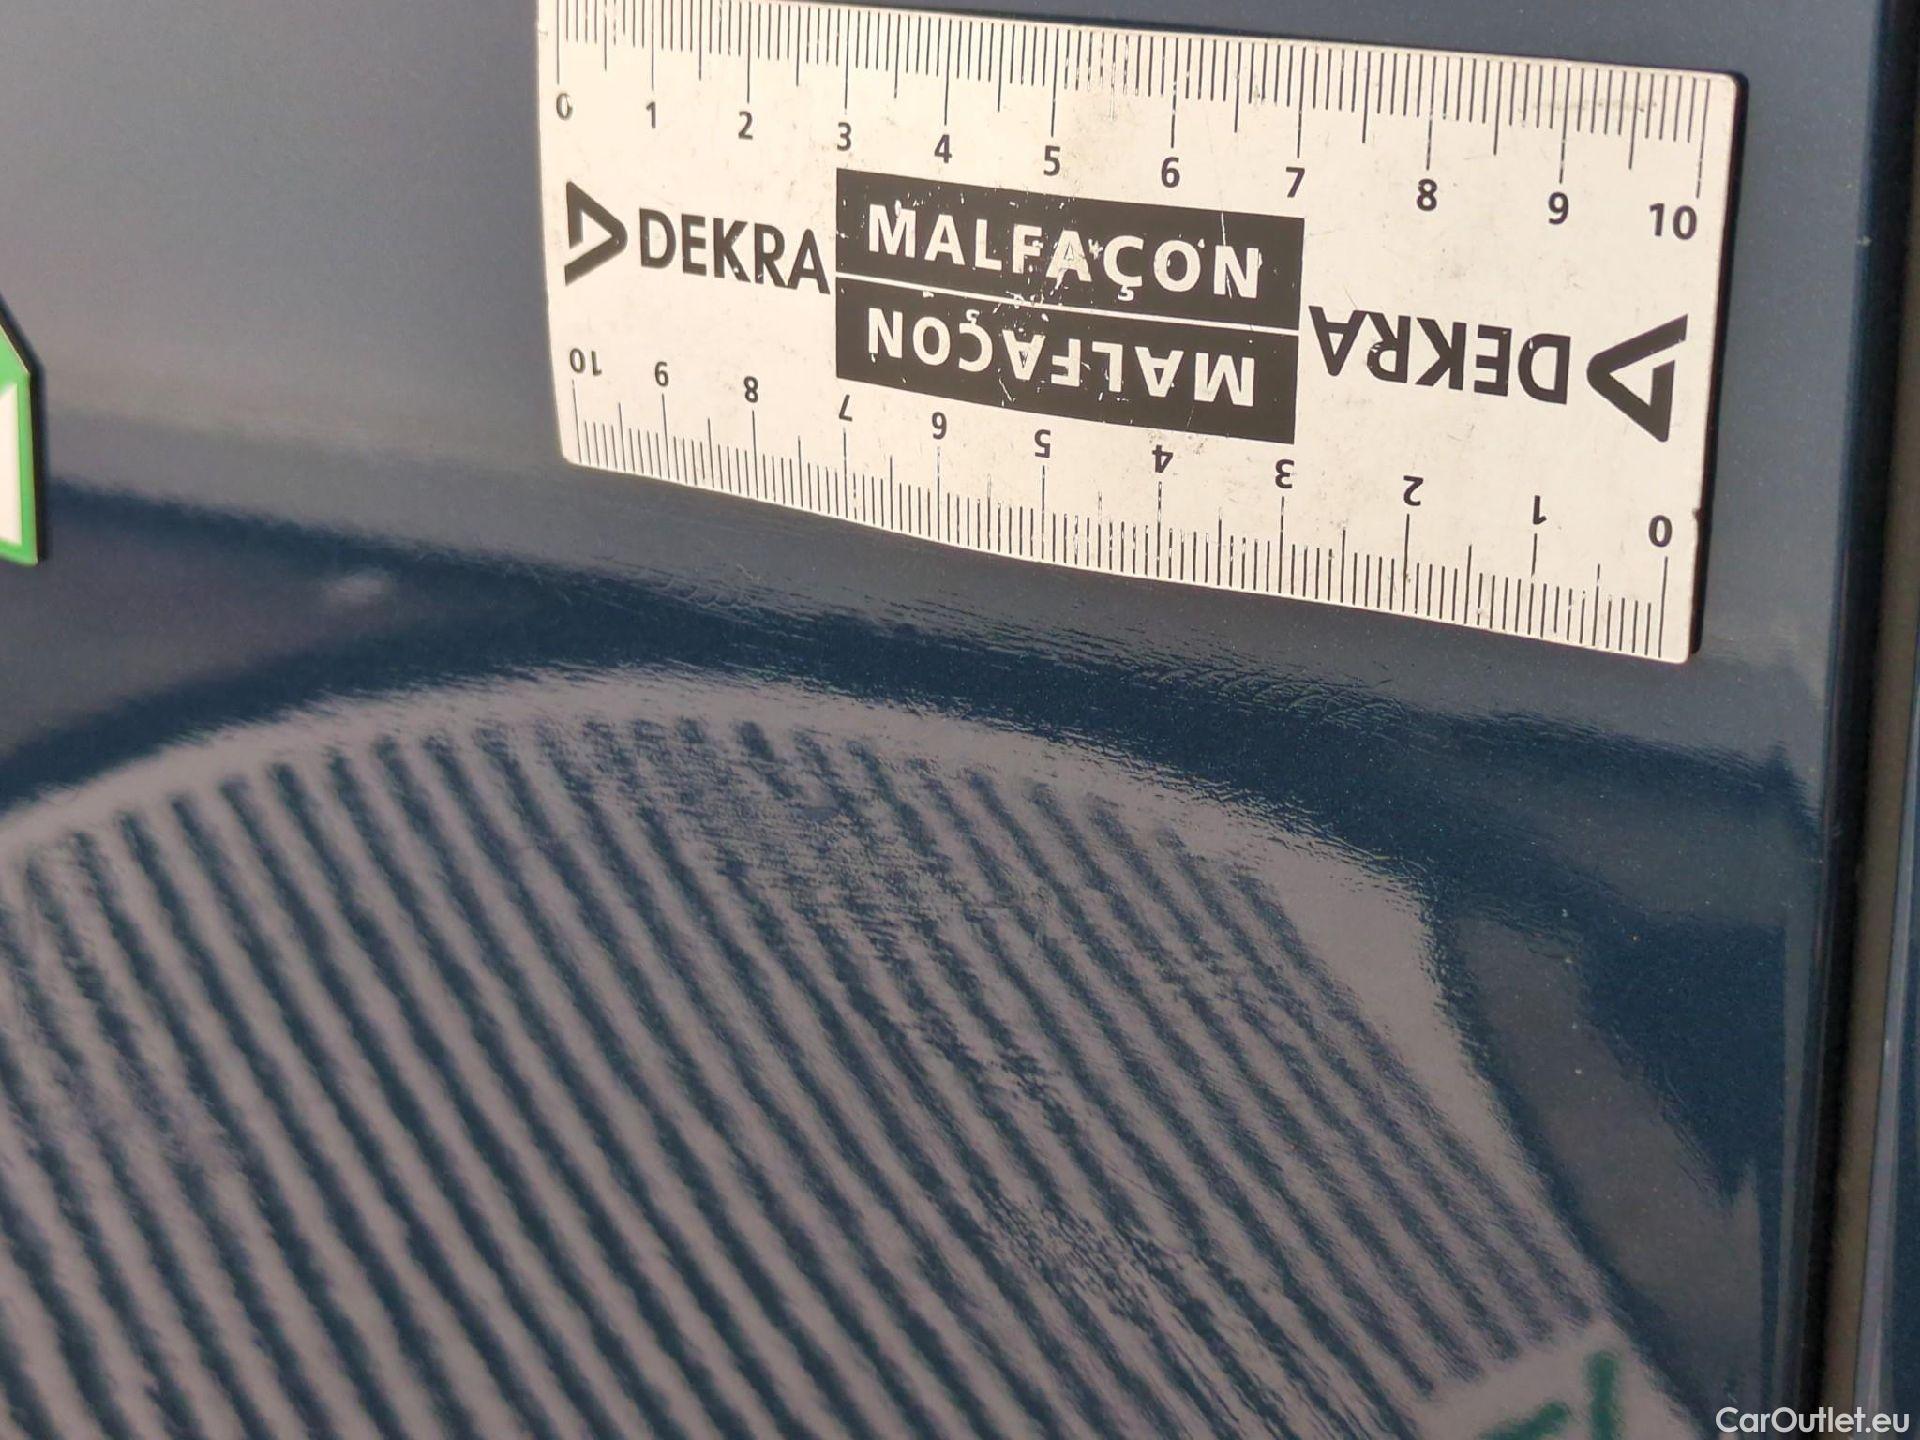 0 1 2 3 4 5 6 7 8 9 10
DEKRA MALFAÇON
MALFAÇON DEKRA
10 9 8 7 6 5 4 3 2 1 0
CarOutlet.eu